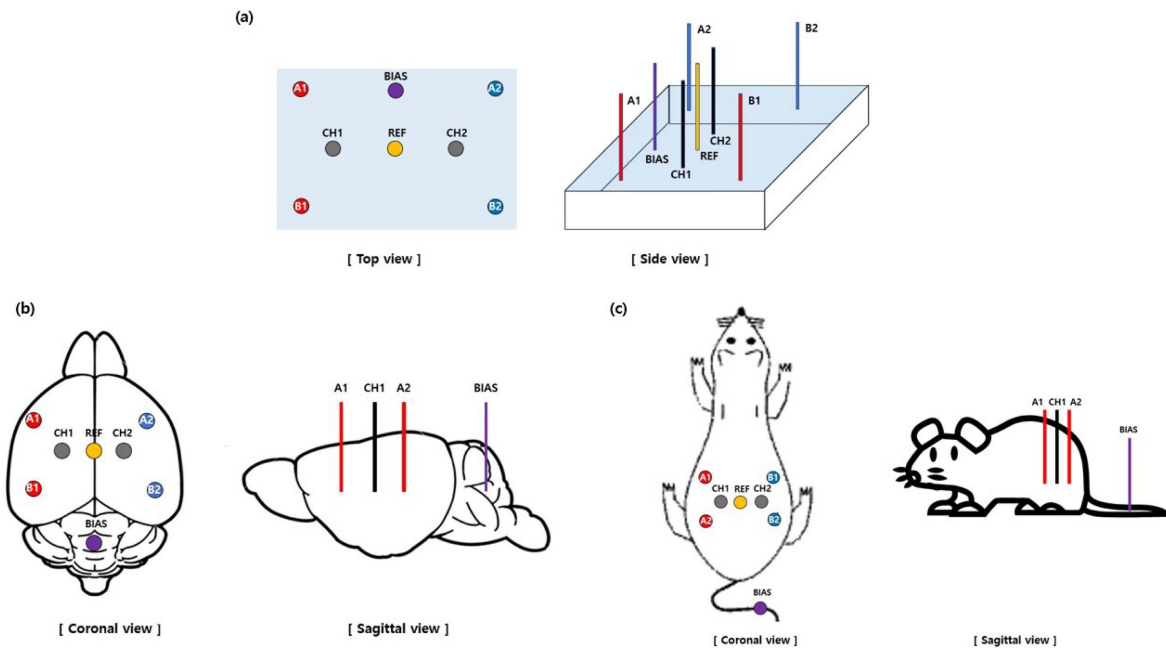 (a)
BIAS
A1
A2
CH1
REF
CH2
B1
B2
[ Top view ]
A2
B2
A1
B1
BIAS
CH1
REF
CH2
[ Side view ]
(b)
A1
A2
CH1
REF
CH2
B1
B2
BIAS
[ Coronal view ]
A1
CH1
A2
BIAS
[ Sagittal view ]
(c)
A1
B1
CH1
REF
CH2
A2
B2
BIAS
[ Coronal view ]
A1
CH1
A2
BIAS
[ Sagittal view ]